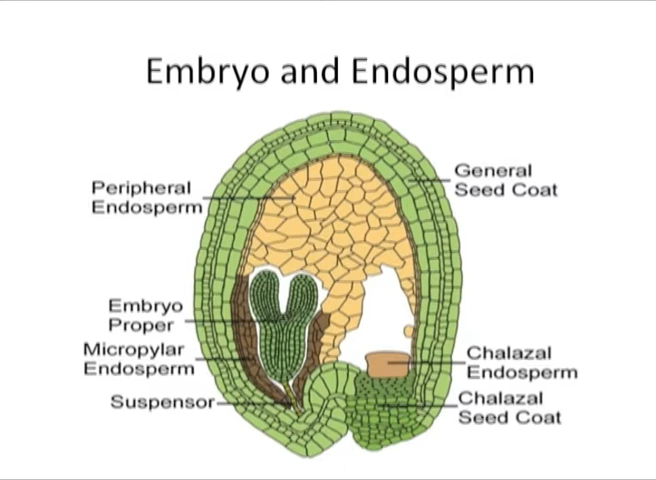 Embryo and Endosperm
Peripheral
Endosperm
General
Seed Coat
Embryo
Proper
Micropylar
Endosperm
Suspensor
Chalazal
Endosperm
Chalazal
Seed Coat